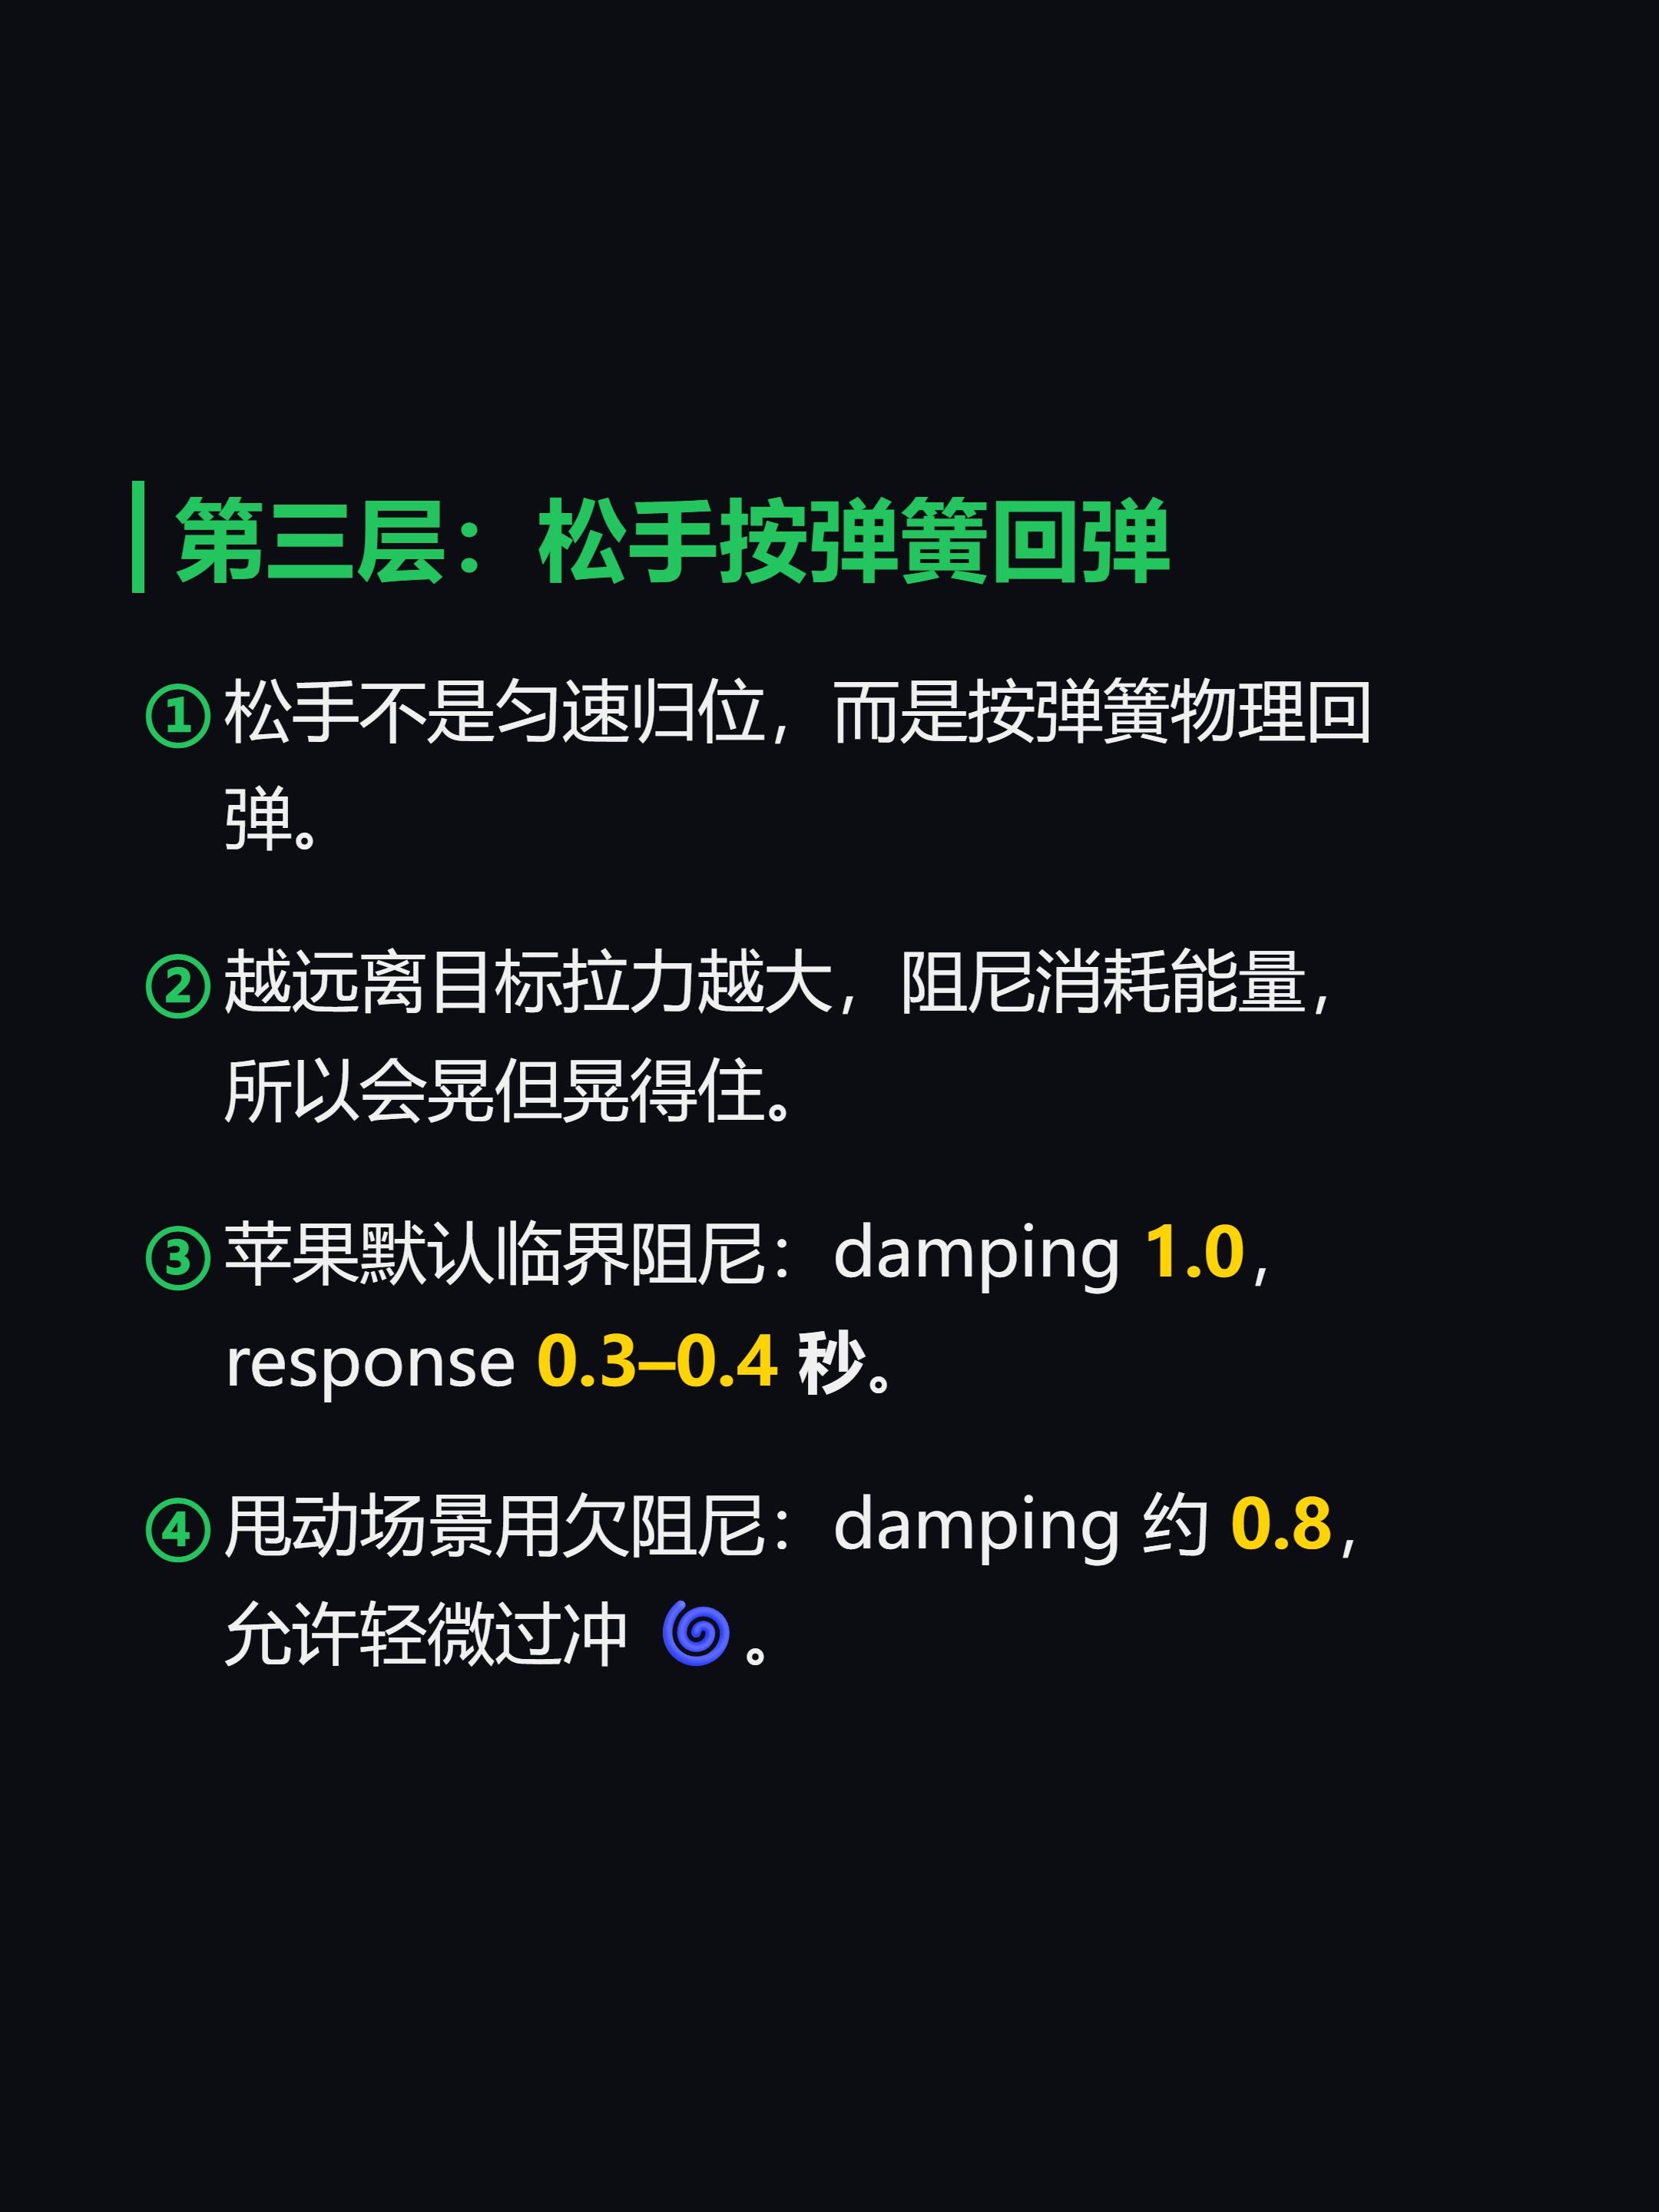 第三层：松手按弹簧回弹
① 松手不是匀速归位，而是按弹簧物理回
弹。
② 越远离目标拉力越大，阻尼消耗能量，
所以会晃但晃得住。
③ 苹果默认临界阻尼：damping 1.0，
response 0.3–0.4 秒。
④ 甩动场景用欠阻尼：damping 约 0.8，
允许轻微过冲 🌀。